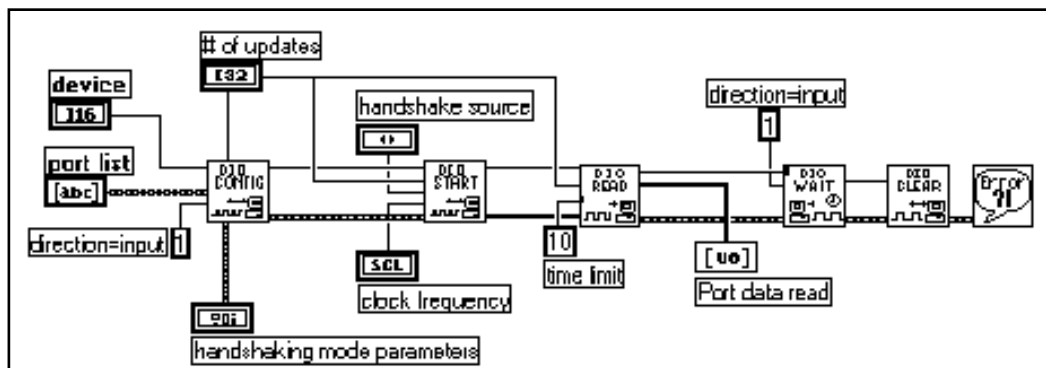 # of updates
I32
device
I16
handshake source
direction=input
1
port list
[abc]
DIO
CONFIG
DIO
START
DIO
READ
DIO
WAIT
DIO
CLEAR
Error
?!
direction=input 1
10
[U8]
SGL
time limit
Port data read
clock frequency
handshaking mode parameters